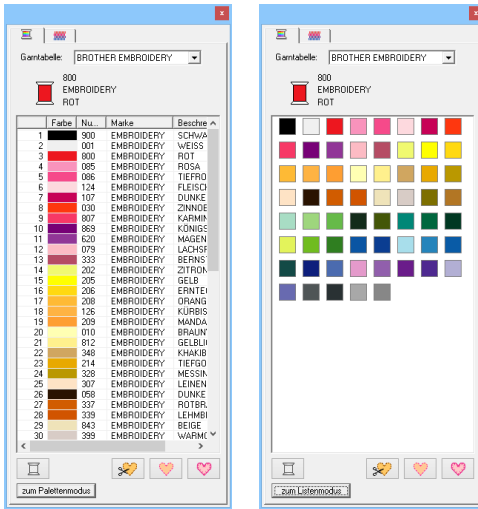 x
Garntabelle: BROTHER EMBROIDERY
800
EMBROIDERY
ROT
Farbe Nu... Marke Beschre
1 900 EMBROIDERY SCHWA
2 001 EMBROIDERY WEISS
3 800 EMBROIDERY ROT
4 085 EMBROIDERY ROSA
5 086 EMBROIDERY TIEFRO
6 124 EMBROIDERY FLEISC
7 107 EMBROIDERY DUNKE
8 030 EMBROIDERY ZINNOE
9 807 EMBROIDERY KARMIN
10 869 EMBROIDERY KÖNIGS
11 620 EMBROIDERY MAGEN
12 079 EMBROIDERY LACHSF
13 333 EMBROIDERY BERNS
14 202 EMBROIDERY ZITRON
15 205 EMBROIDERY GELB
16 206 EMBROIDERY ERNTE
17 208 EMBROIDERY ORANG
18 126 EMBROIDERY KÜRBIS
19 209 EMBROIDERY MANDA
20 010 EMBROIDERY BRAUN
21 812 EMBROIDERY GELBLI
22 348 EMBROIDERY KHAKIB
23 214 EMBROIDERY TIEFGO
24 328 EMBROIDERY MESSIN
25 307 EMBROIDERY LEINEN
26 058 EMBROIDERY DUNKE
27 337 EMBROIDERY ROTBR
28 339 EMBROIDERY LEHMB
29 843 EMBROIDERY BEIGE
30 399 EMBROIDERY WARMG
zum Palettenmodus
x
Garntabelle: BROTHER EMBROIDERY
800
EMBROIDERY
ROT
zum Listenmodus